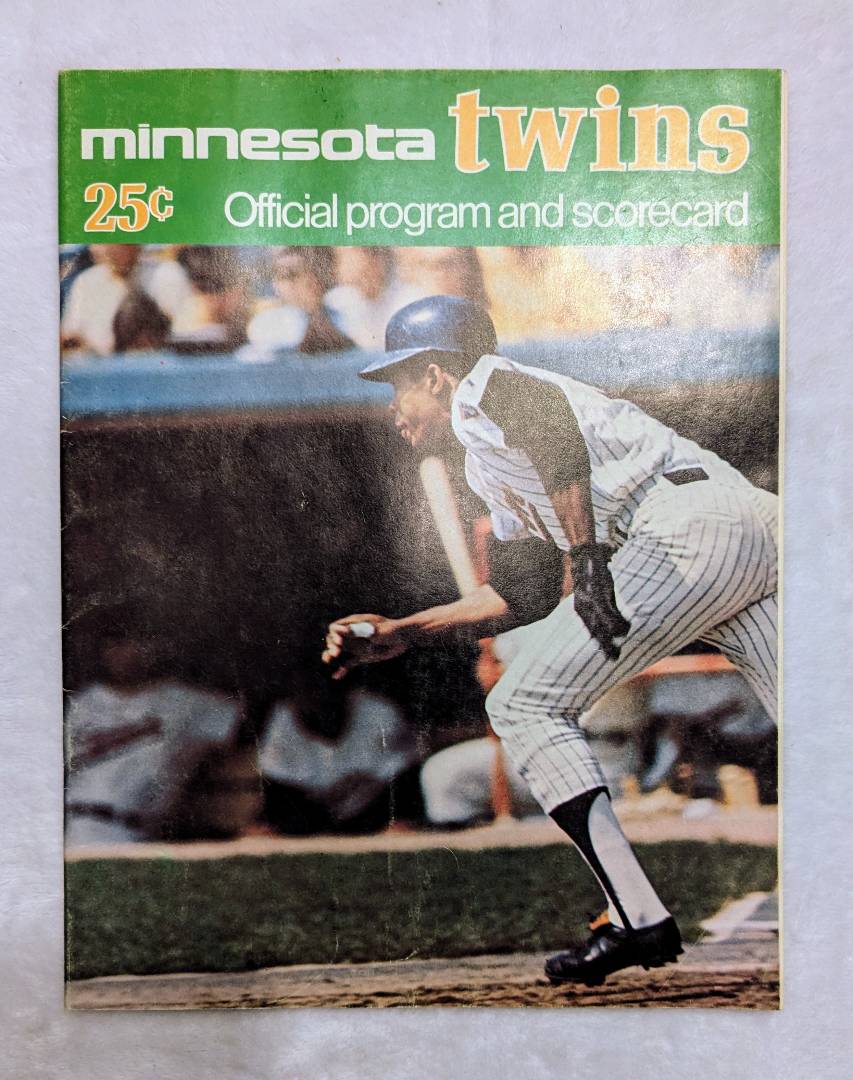 minnesota twins
25¢ Official program and scorecard